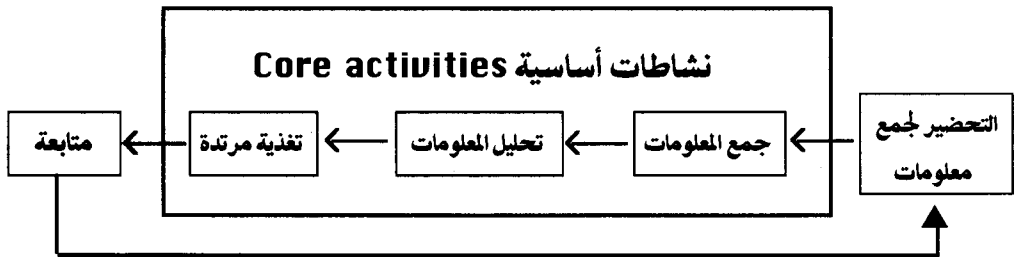 نشاطات أساسية Core activities
التحضير لجمع
معلومات
جمع المعلومات
تحليل المعلومات
تغذية مرتدة
متابعة